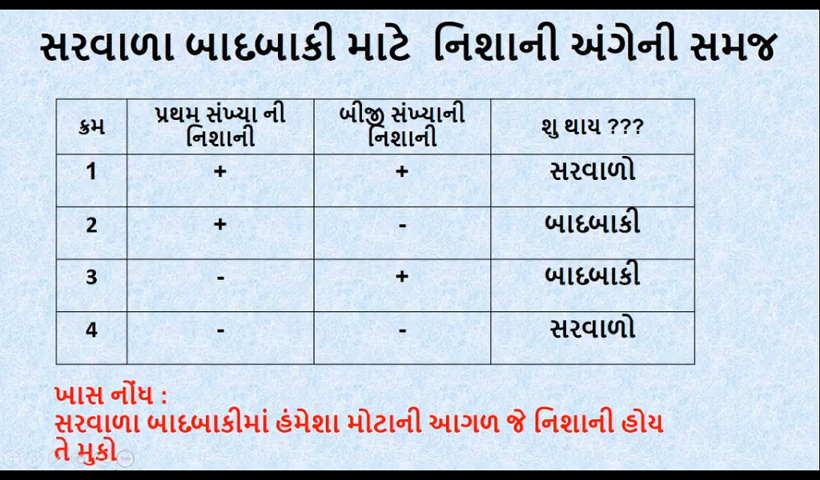 સરવાળા બાદબાકી માટે નિશાની અંગેની સમજ
ક્રમ પ્રથમ સંખ્યા ની નિશાની બીજી સંખ્યાની નિશાની શુ થાય ???
1 + + સરવાળો
2 + - બાદબાકી
3 - + બાદબાકી
4 - - સરવાળો
ખાસ નોંધ :
સરવાળા બાદબાકીમાં હંમેશા મોટાની આગળ જે નિશાની હોય
તે મુકો